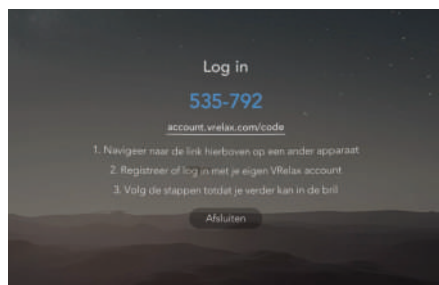 Log in
535-792
account.vrelax.com/code
1. Navigeer naar de link hierboven op een ander apparaat
2. Registreer of log in met je eigen VRelax account
3. Volg de stappen totdat je verder kan in de bril
Afsluiten